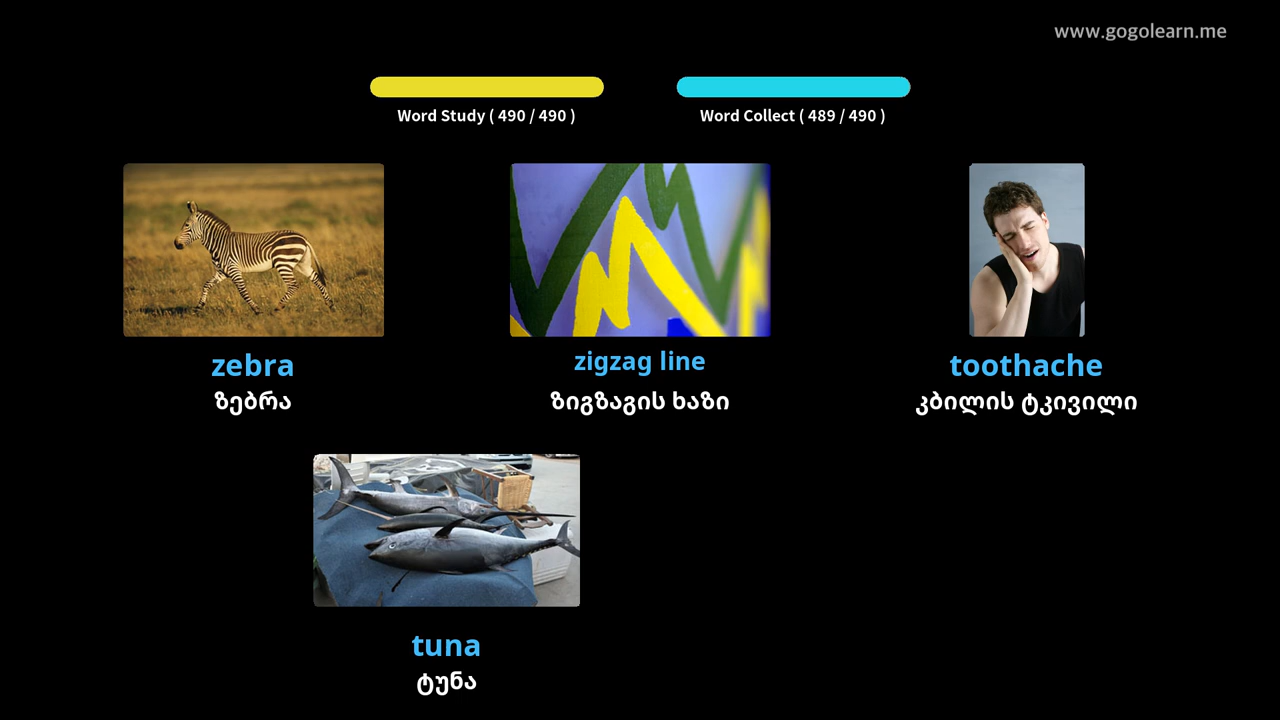 www.gogolearn.me
Word Study ( 490 / 490 )
Word Collect ( 489 / 490 )
zebra
ზებრა
zigzag line
ზიგზაგის ხაზი
toothache
კბილის ტკივილი
tuna
ტუნა